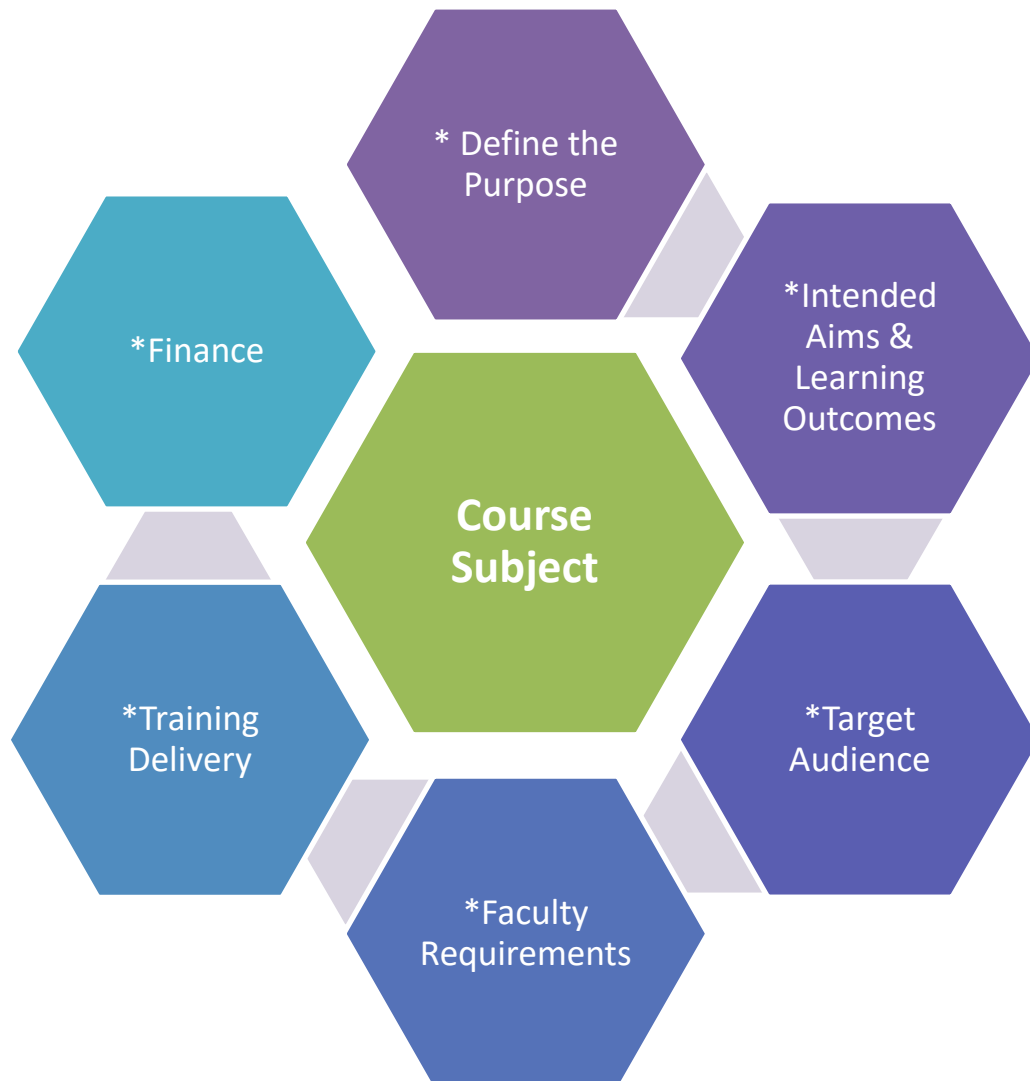 * Define the
Purpose
*Intended
Aims &
Learning
Outcomes
*Target
Audience
*Faculty
Requirements
*Training
Delivery
*Finance
Course
Subject